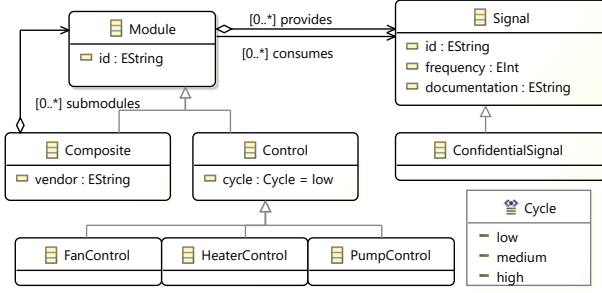 Module
id : EString
[0..*] provides
[0..*] consumes
Signal
id : EString
frequency : EInt
documentation : EString
[0..*] submodules
Composite
vendor : EString
Control
cycle : Cycle = low
ConfidentialSignal
Cycle
low
medium
high
FanControl
HeaterControl
PumpControl